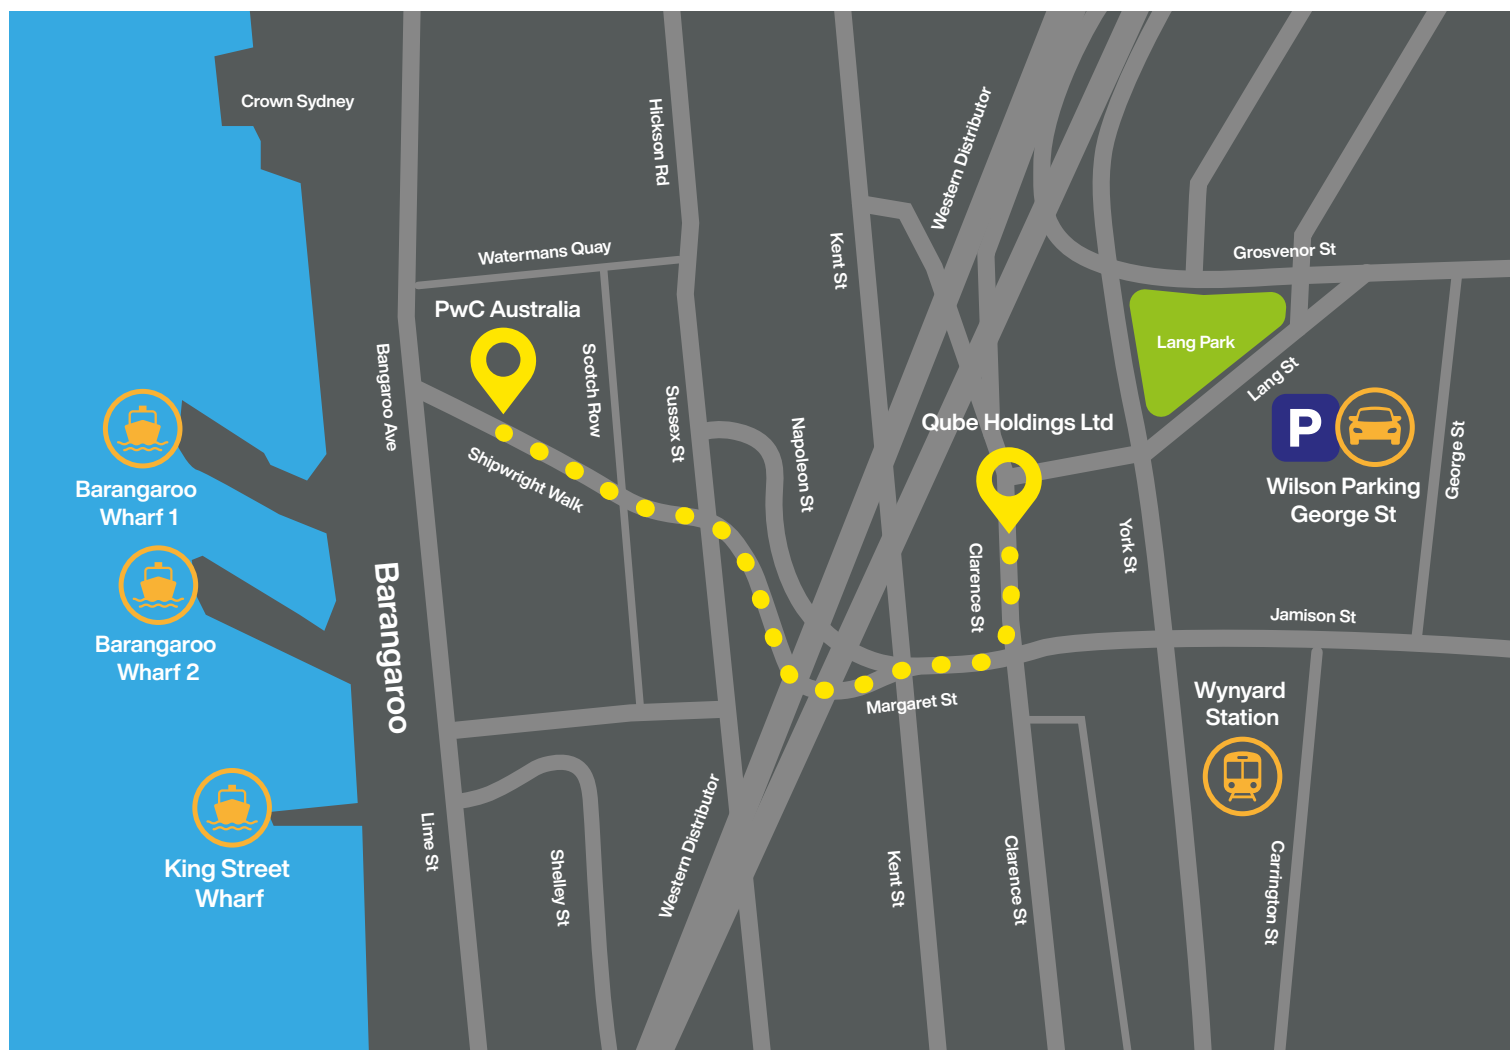 Crown Sydney
Hickson Rd
Western Distributor
Watermans Quay
Kent St
Grosvenor St
PwC Australia
Lang Park
Bangaroo Ave
Scotch Row
Sussex St
Lang St
Napoleon St
Qube Holdings Ltd
P
George St
Shipwright Walk
Barangaroo
Wharf 1
Wilson Parking
George St
York St
Clarence St
Barangaroo
Barangaroo
Wharf 2
Jamison St
Margaret St
Wynyard
Station
Western Distributor
Lime St
Shelley St
Kent St
Clarence St
Carrington St
King Street
Wharf